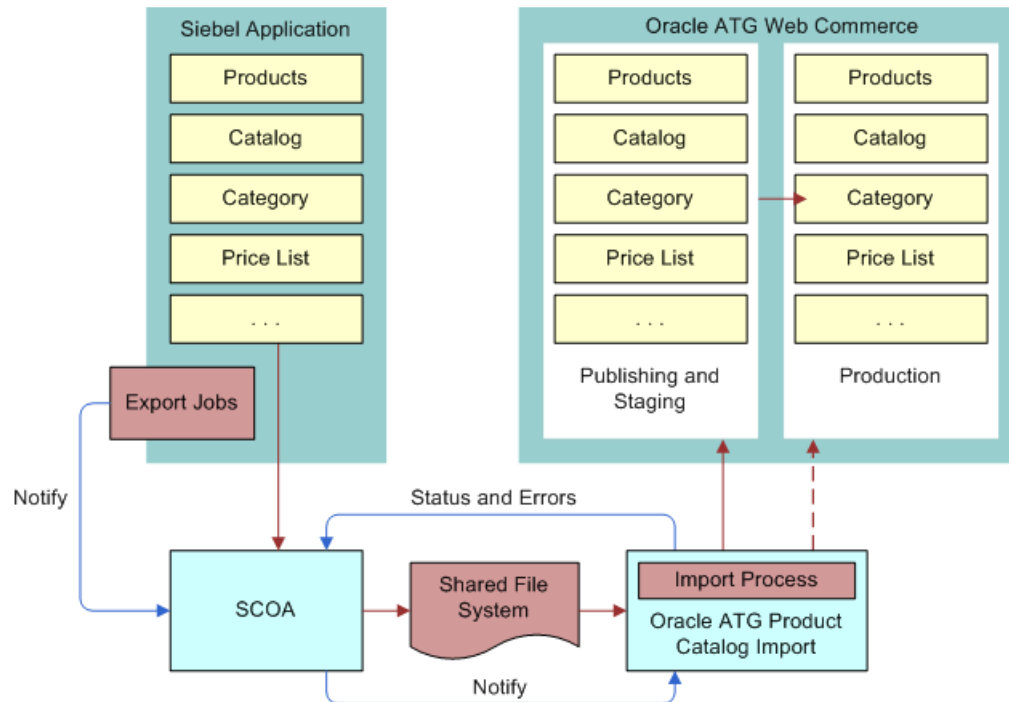 Siebel Application
Products
Catalog
Category
Price List
. . .
Export Jobs
Oracle ATG Web Commerce
Products
Catalog
Category
Price List
. . .
Publishing and
Staging
Products
Catalog
Category
Price List
. . .
Production
Notify
Status and Errors
SCOA
Shared File
System
Import Process
Oracle ATG Product
Catalog Import
Notify